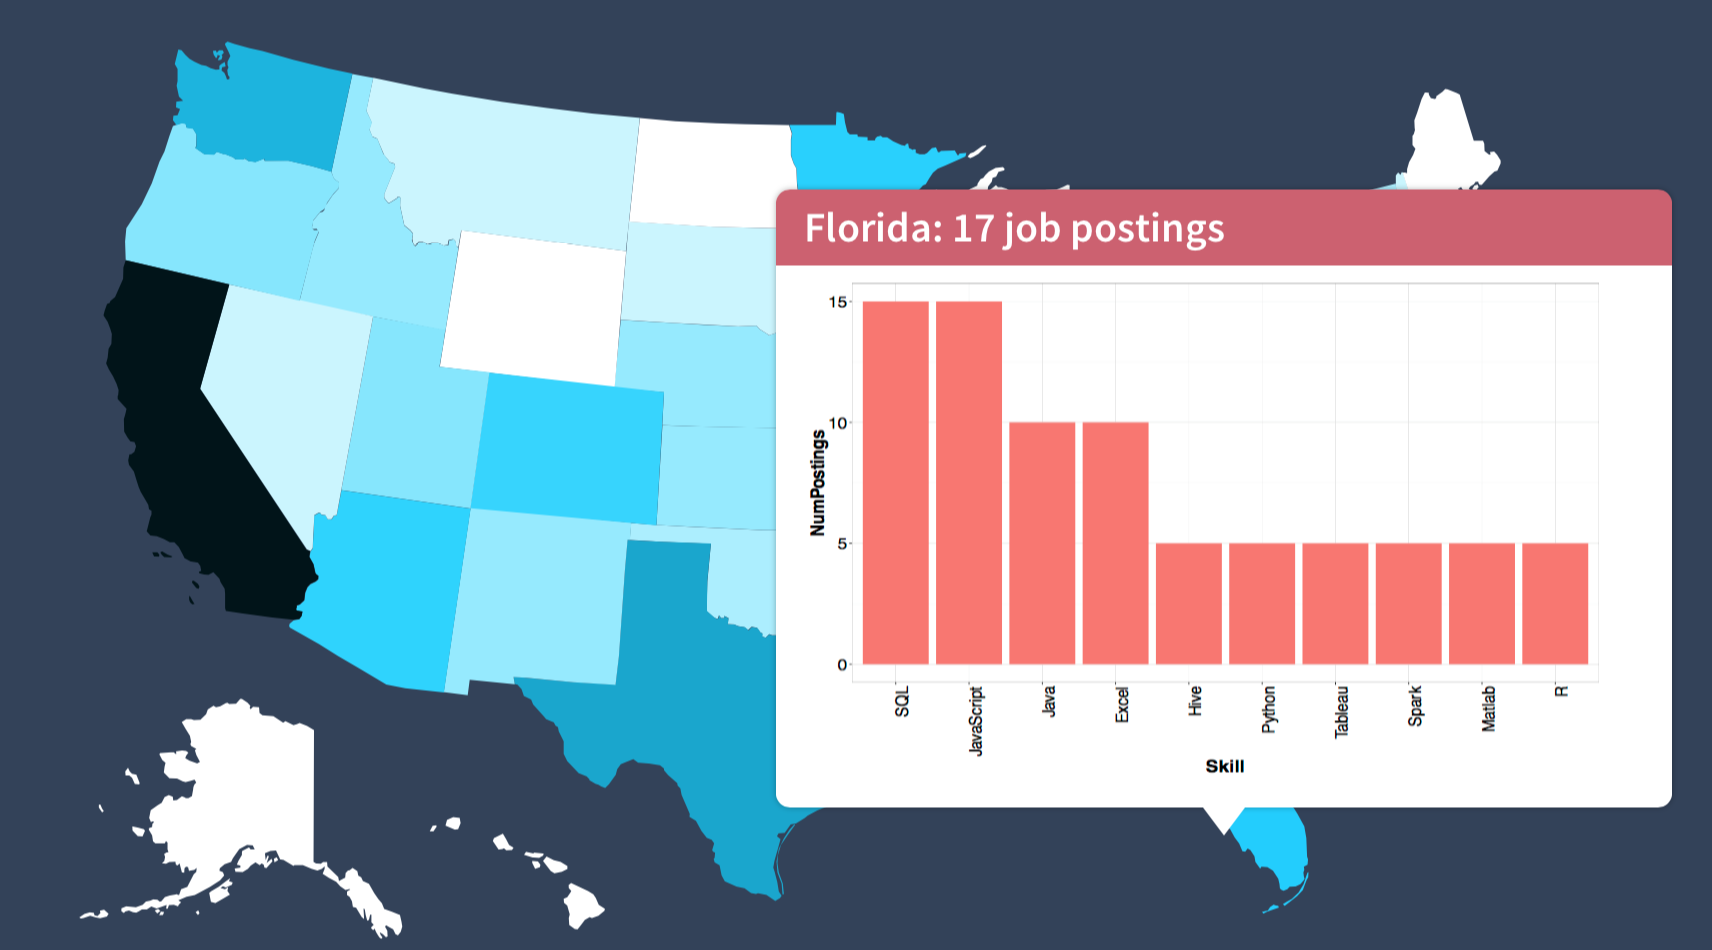 Florida: 17 job postings
15
10
5
0
NumPostings
SQL
JavaScript
Java
Excel
Hive
Python
Tableau
Spark
Matlab
R
Skill